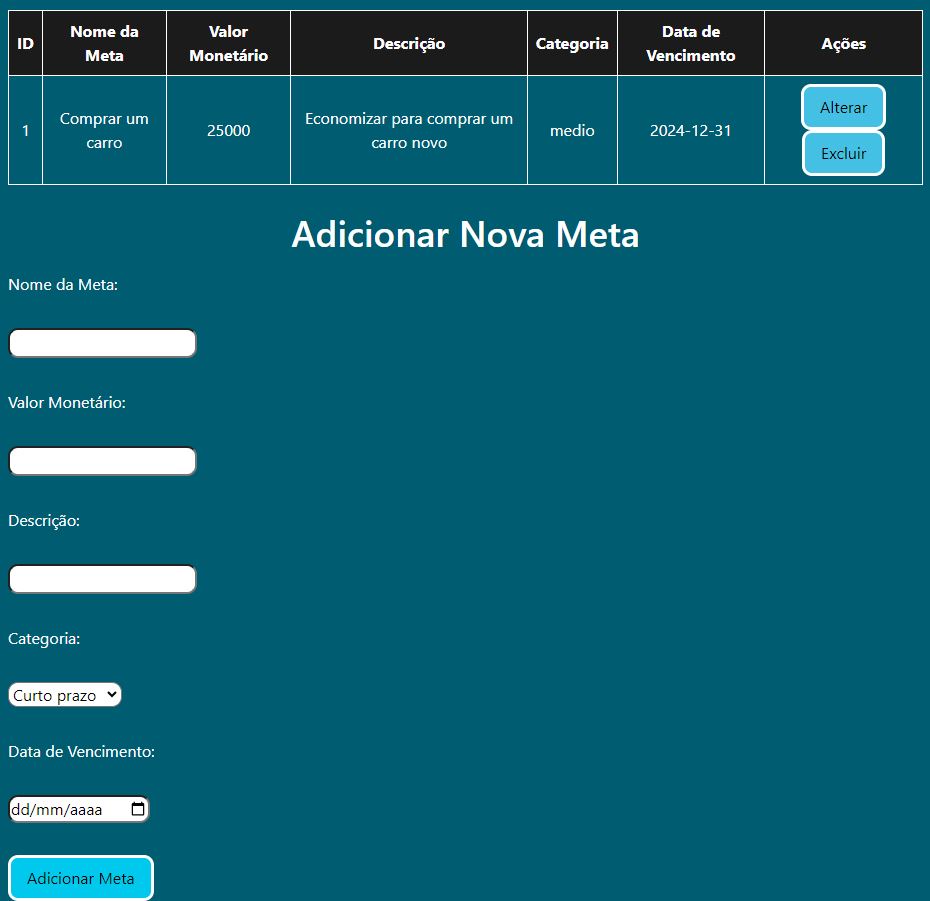 ID
Nome da
Meta
Valor
Monetário
Descrição
Categoria
Data de
Vencimento
Ações
1
Comprar um
carro
25000
Economizar para comprar um
carro novo
medio
2024-12-31
Alterar
Excluir
Adicionar Nova Meta
Nome da Meta:
Valor Monetário:
Descrição:
Categoria:
Curto prazo
Data de Vencimento:
dd/mm/aaaa
Adicionar Meta